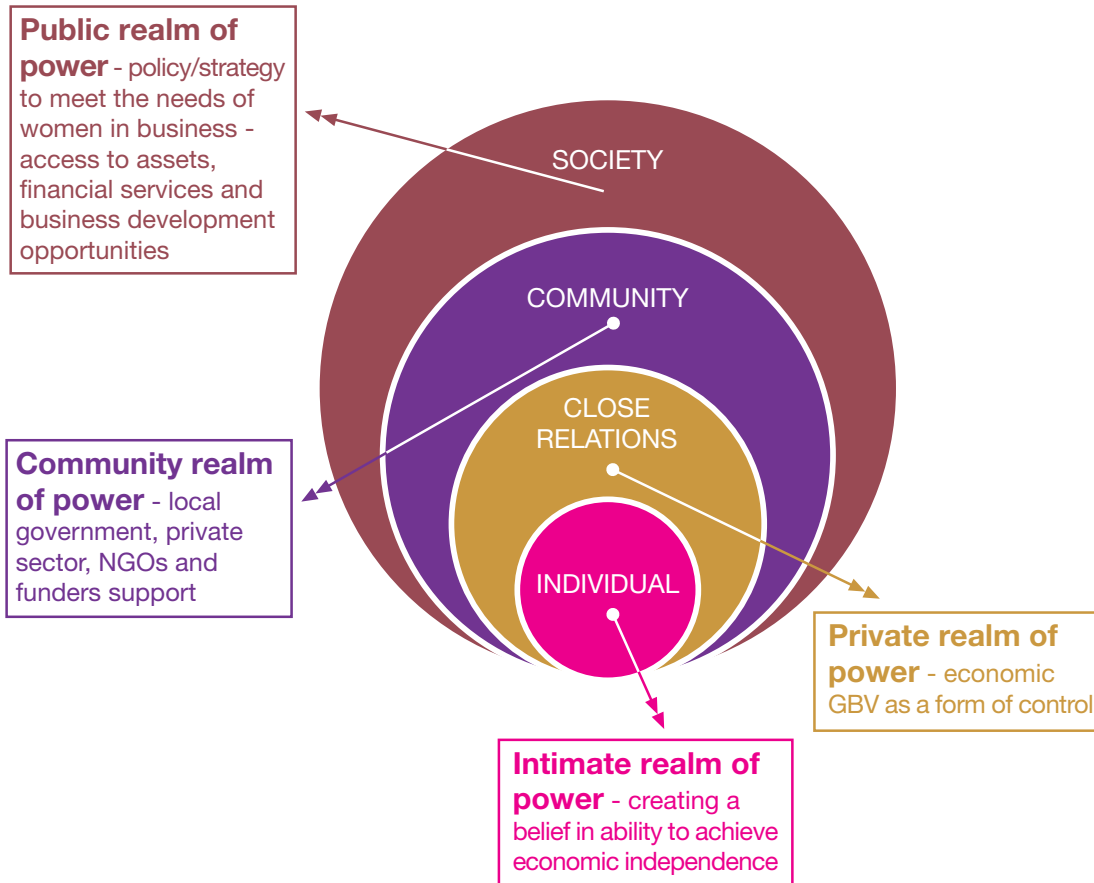 Public realm of
power - policy/strategy
to meet the needs of
women in business -
access to assets,
financial services and
business development
opportunities
SOCIETY
COMMUNITY
CLOSE
RELATIONS
INDIVIDUAL
Community realm
of power - local
government, private
sector, NGOs and
funders support
Private realm of
power - economic
GBV as a form of control
Intimate realm of
power - creating a
belief in ability to achieve
economic independence